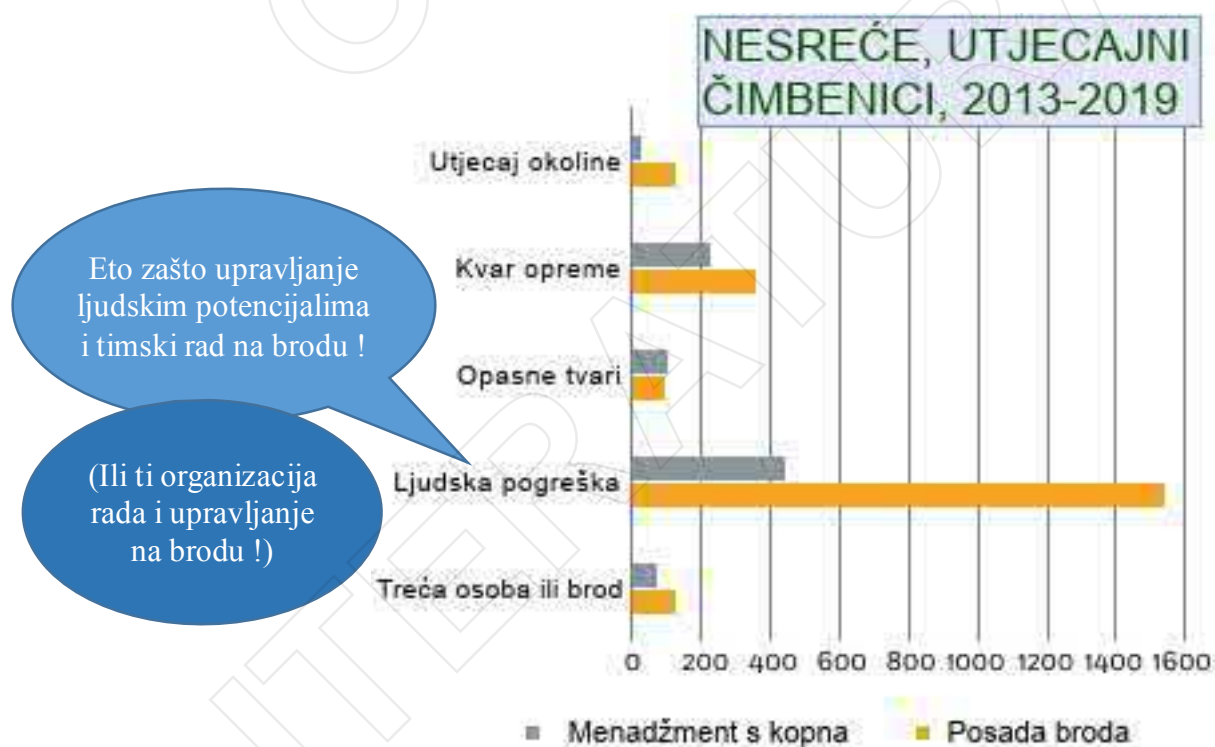 NESREĆE, UTJECAJNI
ČIMBENICI, 2013-2019
Utjecaj okoline
Kvar opreme
Opasne tvari
Ljudska pogreška
Treća osoba ili brod
0 200 400 600 800 1000 1200 1400 1600
Menadžment s kopna
Posada broda
Eto zašto upravljanje
ljudskim potencijalima
i timski rad na brodu !
(Ili ti organizacija
rada i upravljanje
na brodu !)